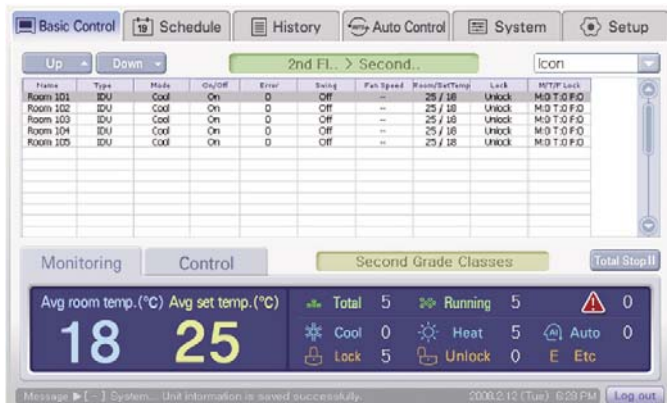 Basic Control 19 Schedule History Auto Control System Setup
Up Down 2nd Fl.. > Second.. Icon
Name Type Mode On/Off Error Swing Fan Speed Room/SetTemp Lock M/T/F Lock
Room 101 IDU Cool On 0 Off -- 25 / 18 Unlock M:0 T:0 F:0
Room 102 IDU Cool On 0 Off -- 25 / 18 Unlock M:0 T:0 F:0
Room 103 IDU Cool On 0 Off -- 25 / 18 Unlock M:0 T:0 F:0
Room 104 IDU Cool On 0 Off -- 25 / 18 Unlock M:0 T:0 F:0
Room 105 IDU Cool On 0 Off -- 25 / 18 Unlock M:0 T:0 F:0
Monitoring Control Second Grade Classes Total Stop
Avg room temp.(°C) Avg set temp.(°C) Total 5 Running 5 0
18 25 Cool 0 Heat 5 AI Auto 0
Lock 5 Unlock 0 E Etc
Message ▶ [ - ] System... Unit information is saved successfully. 2008.2.12 (Tue) 6:29 PM Log out